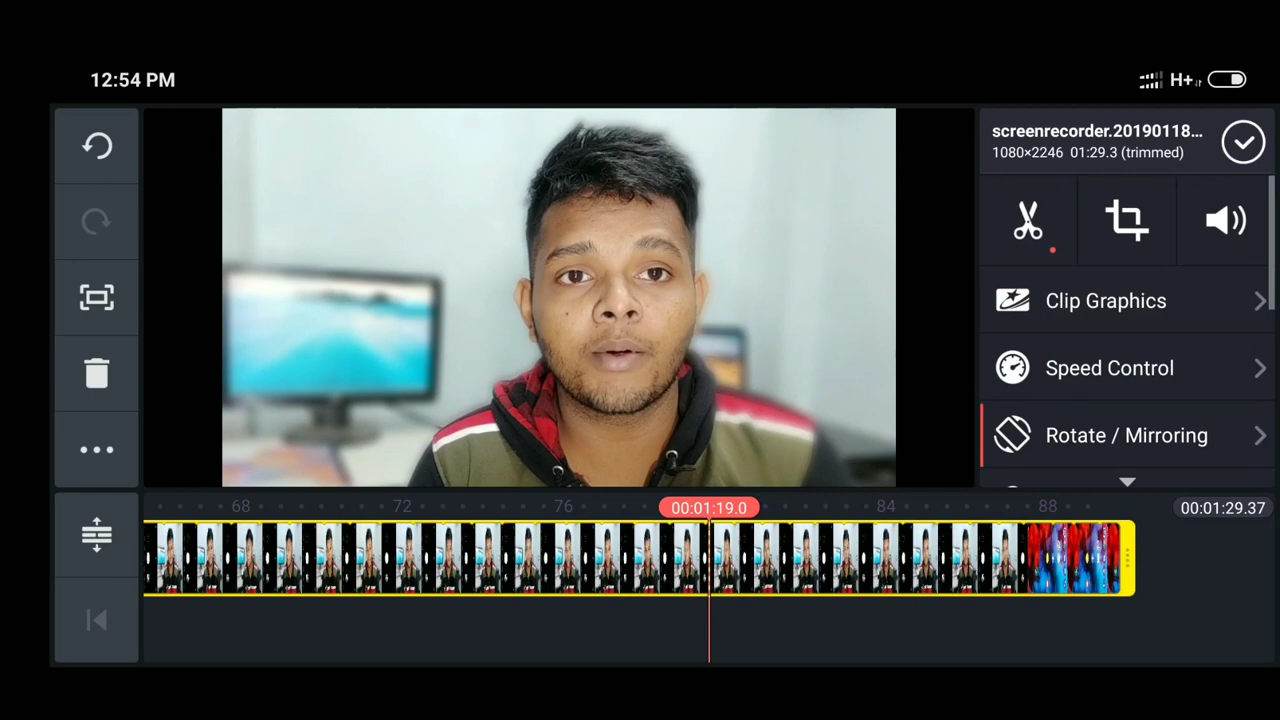 12:54 PM
H+
screenrecorder.20190118...
1080×2246 01:29.3 (trimmed)
Clip Graphics
Speed Control
Rotate / Mirroring
68 72 76 00:01:19.0 84 88 00:01:29.37